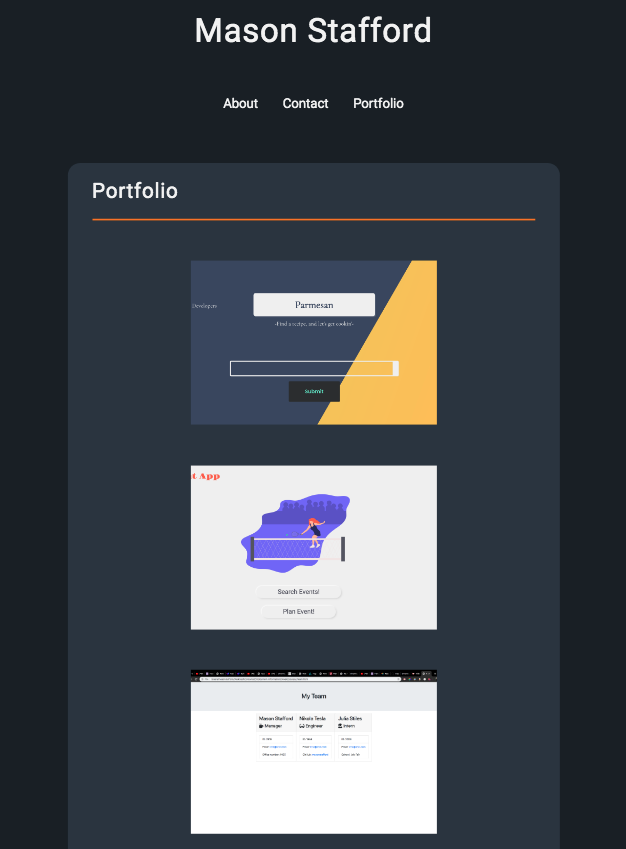 Mason Stafford
About Contact Portfolio
Portfolio
Developers
Parmesan
-Find a recipe, and let's get cookin'-
Submit
t App
Search Events!
Plan Event!
My Team
Mason Stafford Nikola Tesla Julia Stiles
Manager Engineer Intern